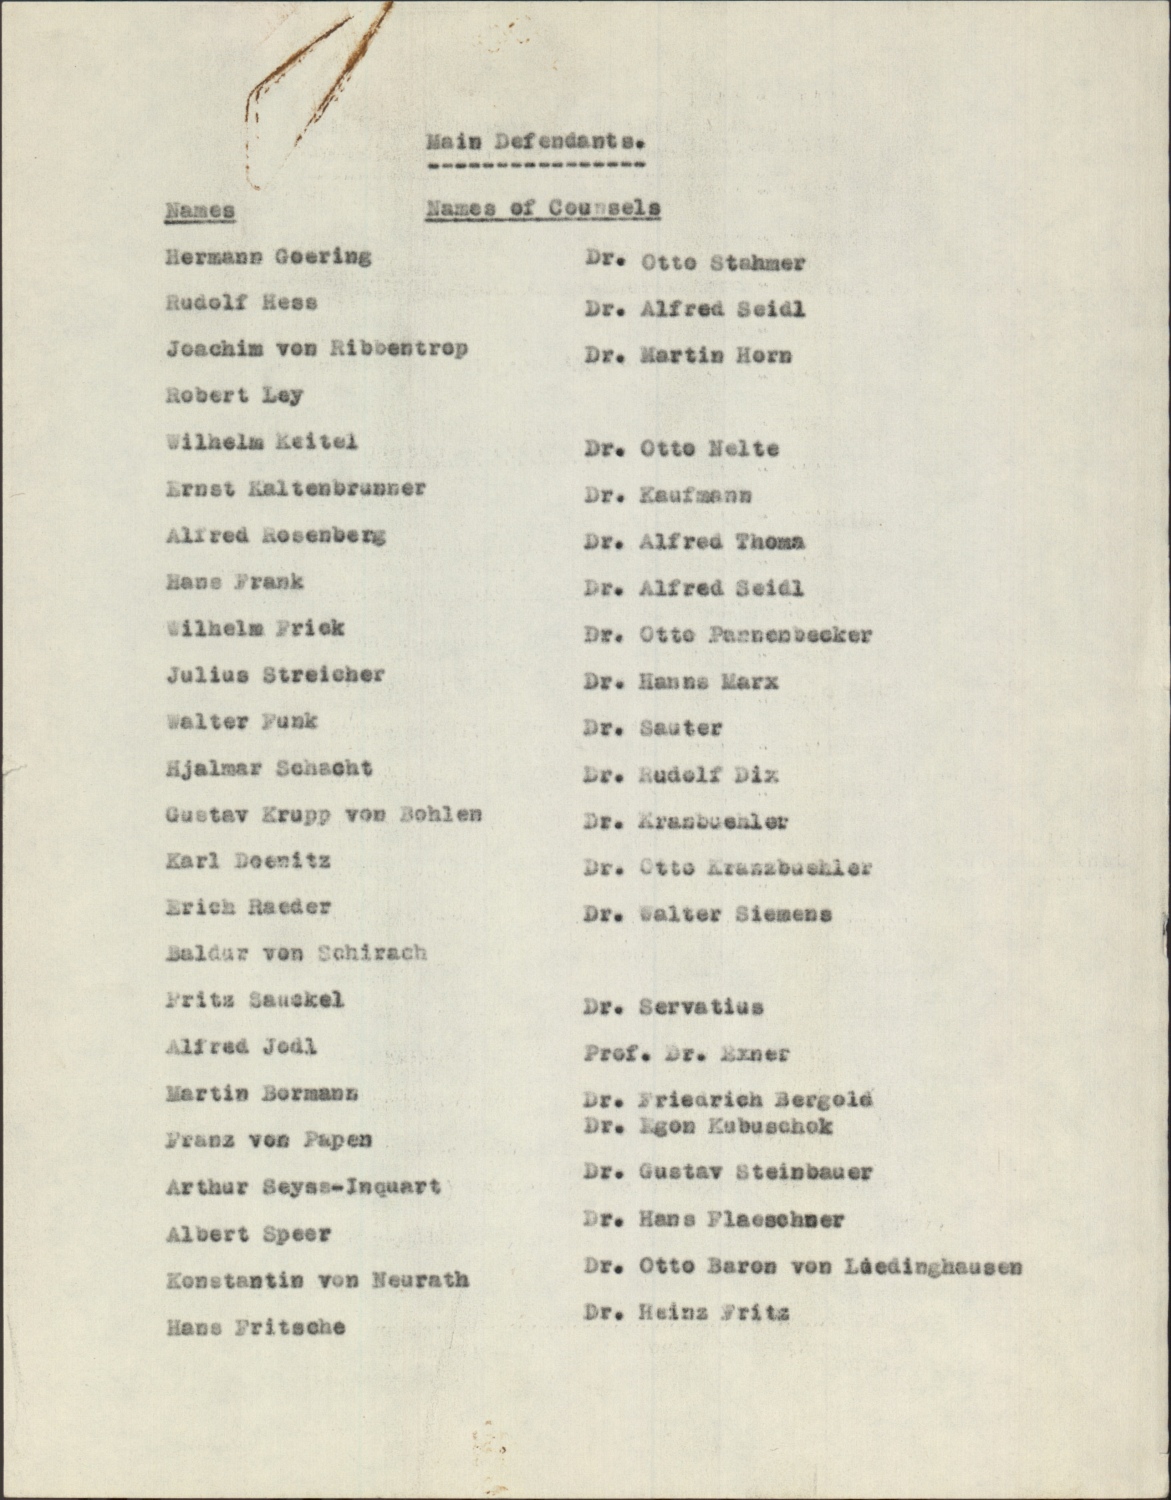 Main Defendants.
----------------
Names Names of Counsels
Hermann Goering Dr. Otto Stahmer
Rudolf Hess Dr. Alfred Seidl
Joachim von Ribbentrop Dr. Martin Horn
Robert Ley
Wilhelm Keitel Dr. Otto Nelte
Ernst Kaltenbrunner Dr. Kaufmann
Alfred Rosenberg Dr. Alfred Thoma
Hans Frank Dr. Alfred Seidl
Wilhelm Frick Dr. Otto Pannenbecker
Julius Streicher Dr. Hanns Marx
Walter Funk Dr. Sauter
Hjalmar Schacht Dr. Rudolf Dix
Gustav Krupp von Bohlen Dr. Kranbuehler
Karl Doenitz Dr. Otto Kranzbuehler
Erich Raeder Dr. Walter Siemens
Baldur von Schirach
Fritz Sauckel Dr. Servatius
Alfred Jodl Prof. Dr. Exner
Martin Bormann Dr. Friedrich Bergold
Franz von Papen Dr. Egon Kubuschok
Arthur Seyss-Inquart Dr. Gustav Steinbauer
Albert Speer Dr. Hans Flaeschner
Konstantin von Neurath Dr. Otto Baron von Luedinghausen
Hans Fritsche Dr. Heinz Fritz